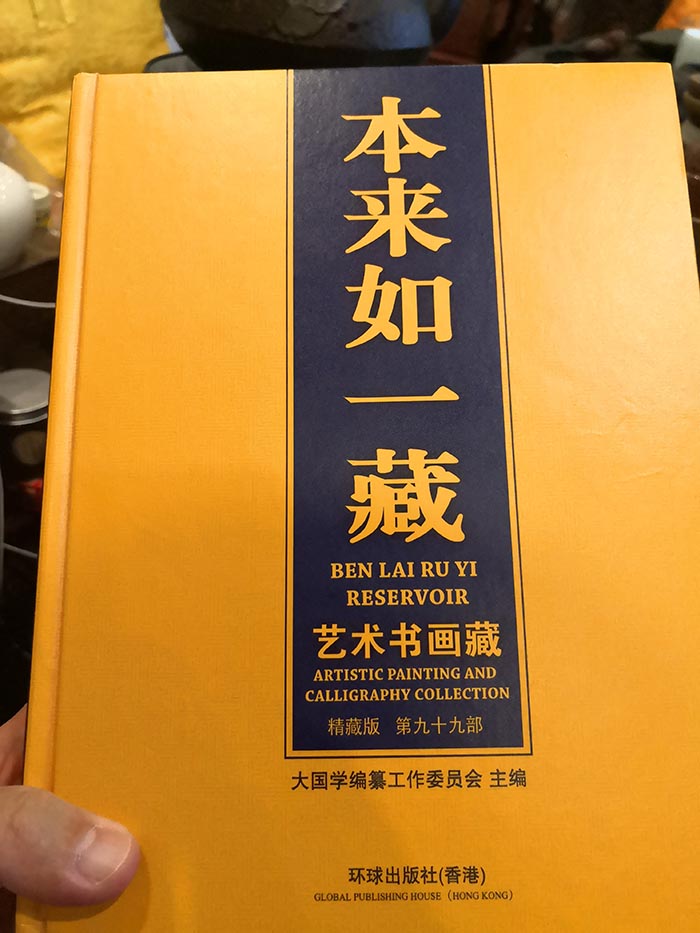 本来如一藏
BEN LAI RU YI
RESERVOIR
艺术书画藏
ARTISTIC PAINTING AND
CALLIGRAPHY COLLECTION
精藏版 第九十九部
大国学编纂工作委员会 主编
环球出版社(香港)
GLOBAL PUBLISHING HOUSE（HONG KONG）